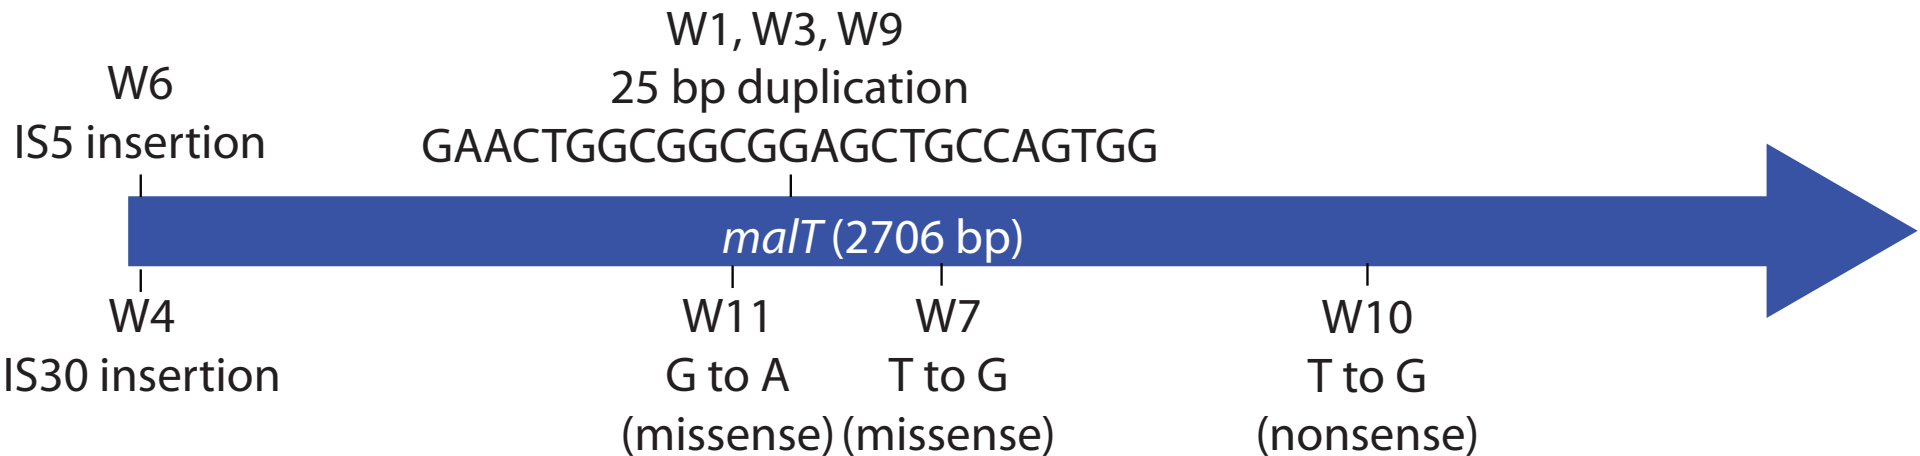 W1, W3, W9
25 bp duplication
GAACTGGCGGCGGAGCTGCCAGTGG
W6
IS5 insertion
malT (2706 bp)
W4
IS30 insertion
W11
G to A
(missense)
W7
T to G
(missense)
W10
T to G
(nonsense)